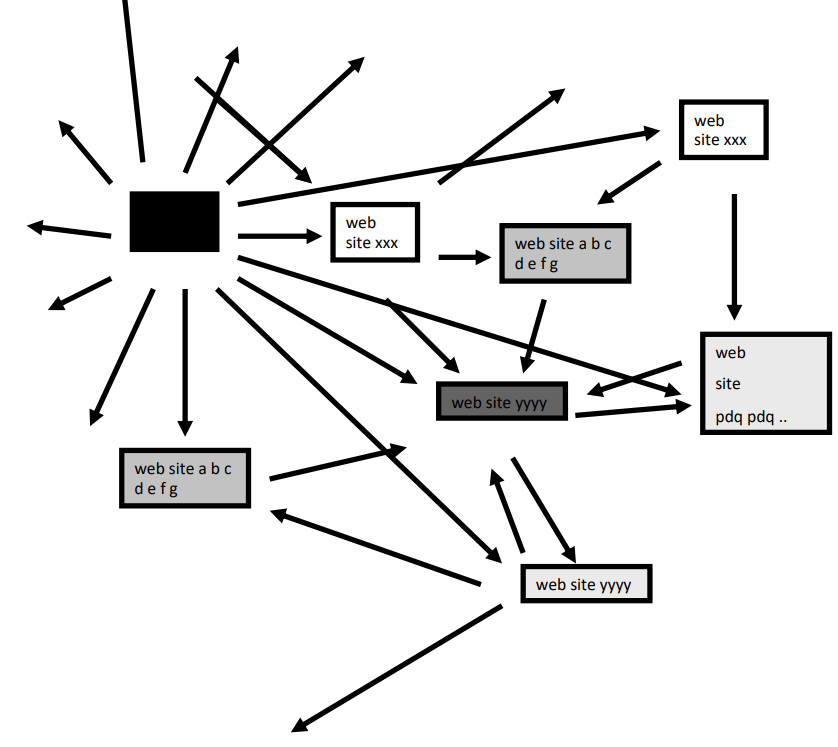 web
site xxx
web
site xxx
web site a b c
d e f g
web
site
pdq pdq ..
web site yyyy
web site a b c
d e f g
web site yyyy